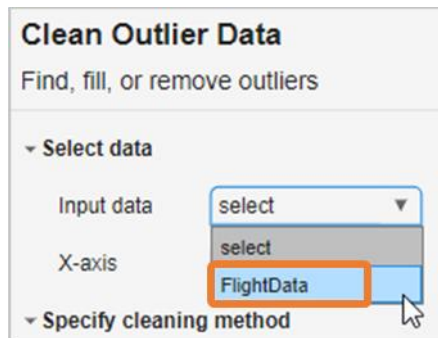 Clean Outlier Data
Find, fill, or remove outliers
Select data
Input data select
select
X-axis
FlightData
Specify cleaning method